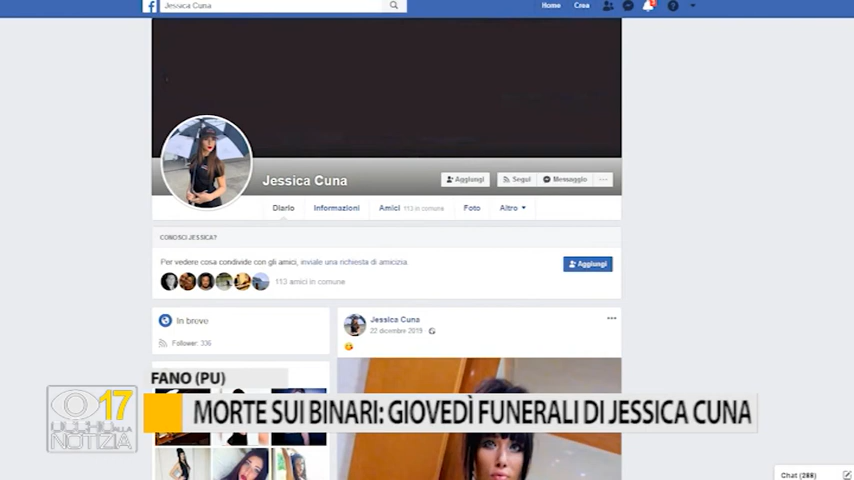 Jessica Cuna
Home Crea
Jessica Cuna
Aggiungi Segui Messaggio
Diario Informazioni Amici 113 in comune Foto Altro
CONOSCI JESSICA?
Per vedere cosa condivide con gli amici, inviale una richiesta di amicizia
Aggiungi
113 amici in comune
In breve
Follower: 336
Jessica Cuna
22 dicembre 2019
FANO (PU)
MORTE SUI BINARI: GIOVEDÌ FUNERALI DI JESSICA CUNA
17
OCCHIO ALLA
NOTIZIA
Chat (288)